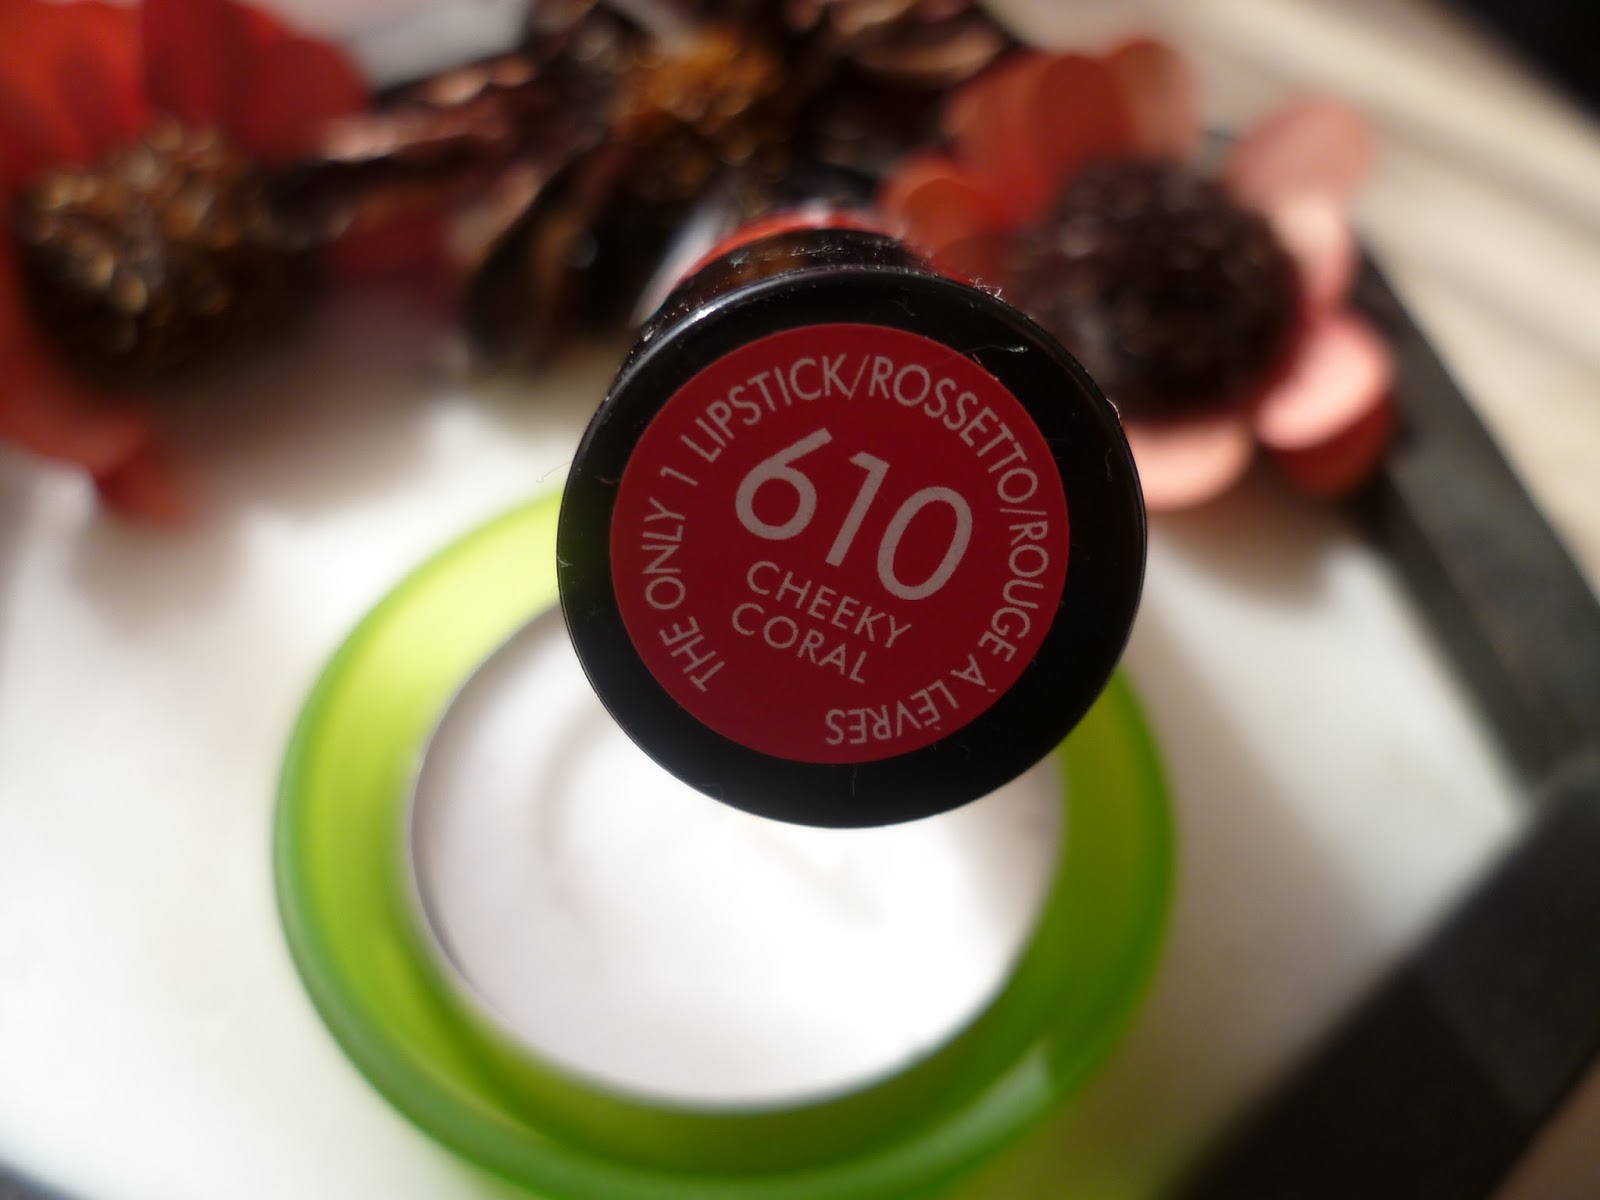 THE ONLY 1 LIPSTICK/ROSSETTO/ROUGE À LÈVRES
610
CHEEKY
CORAL